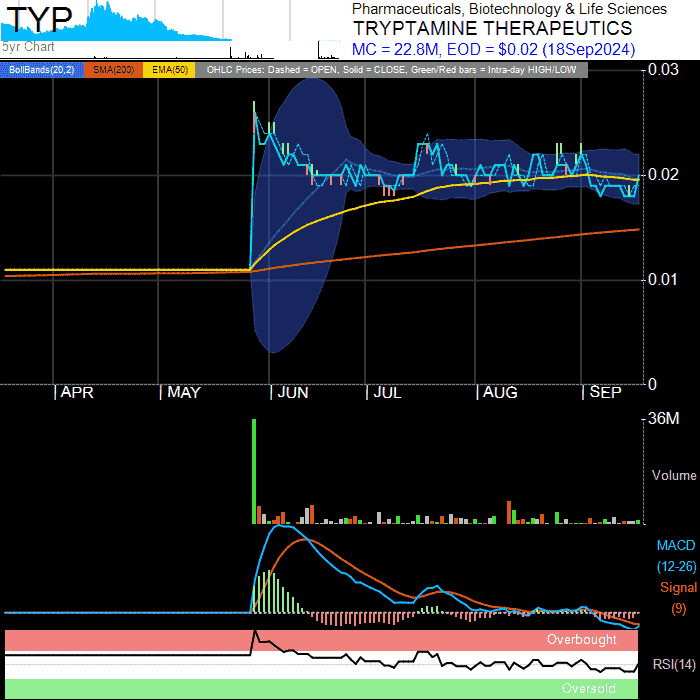 TYP
5yr Chart
Pharmaceuticals, Biotechnology & Life Sciences
TRYPTAMINE THERAPEUTICS
MC = 22.8M, EOD = $0.02 (18Sep2024)
BollBands(20,2) SMA(200) EMA(50) OHLC Prices: Dashed = OPEN, Solid = CLOSE, Green/Red bars = Intra-day HIGH/LOW
0.03
0.02
0.01
0
APR MAY JUN JUL AUG SEP
36M
Volume
MACD
(12-26)
Signal
(9)
Overbought
RSI(14)
Oversold